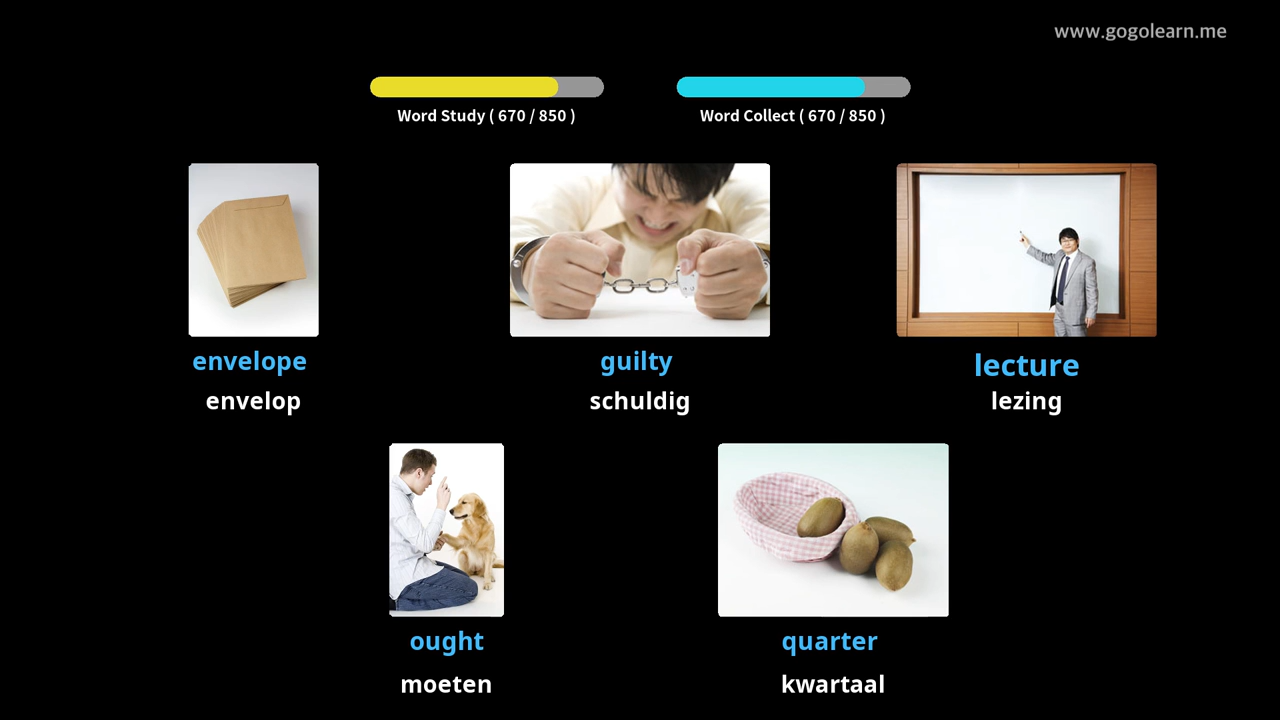 www.gogolearn.me
Word Study ( 670 / 850 )
Word Collect ( 670 / 850 )
envelope
envelop
guilty
schuldig
lecture
lezing
ought
moeten
quarter
kwartaal